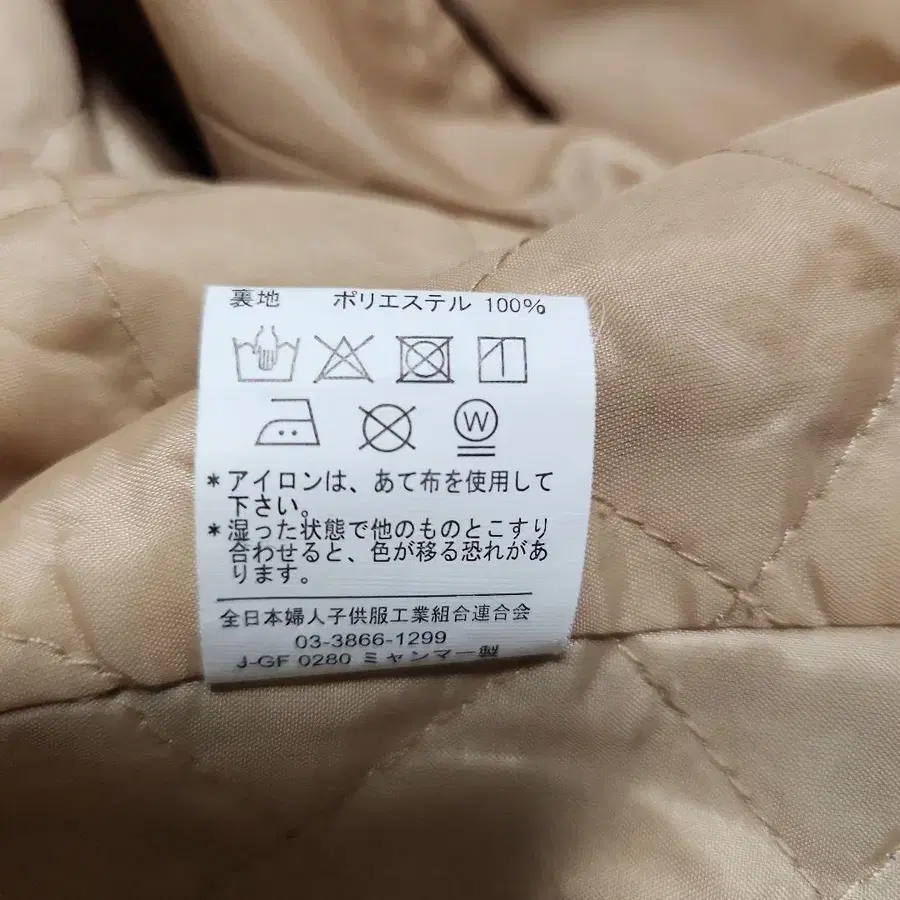 裏地 ポリエステル 100%
W
*アイロンは、あて布を使用して
下さい。
*湿った状態で他のものとこすり
合わせると、色が移る恐れがあ
ります。
全日本婦人子供服工業組合連合会
03-3866-1299
J-GF 0280 ミャンマー製